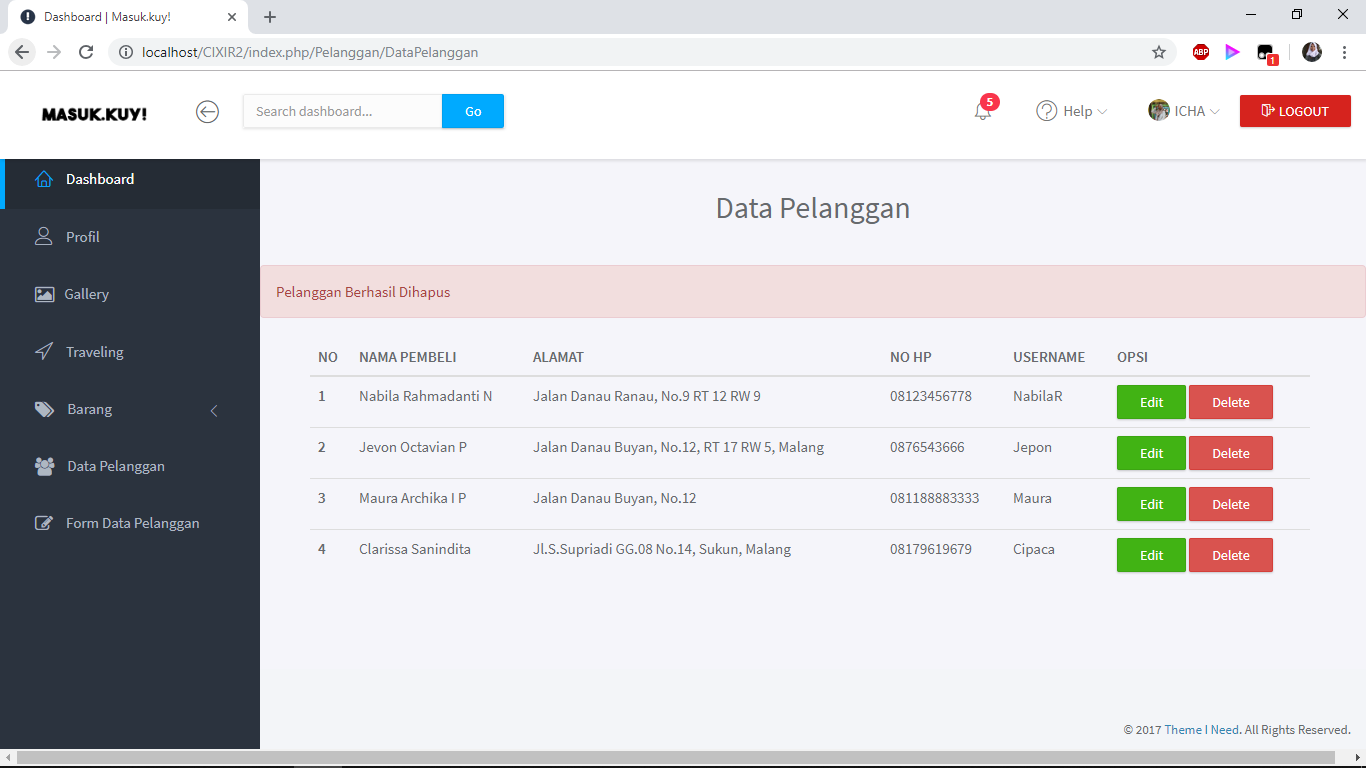 Dashboard | Masuk.kuy!
localhost/CIXIR2/index.php/Pelanggan/DataPelanggan
ABP
1
MASUK.KUY!
Search dashboard...
Go
5
Help
ICHA
LOGOUT
Dashboard
Profil
Gallery
Traveling
Barang
Data Pelanggan
Form Data Pelanggan
Data Pelanggan
Pelanggan Berhasil Dihapus
NO NAMA PEMBELI ALAMAT NO HP USERNAME OPSI
1 Nabila Rahmadanti N Jalan Danau Ranau, No.9 RT 12 RW 9 08123456778 NabilaR Edit Delete
2 Jevon Octavian P Jalan Danau Buyan, No.12, RT 17 RW 5, Malang 0876543666 Jepon Edit Delete
3 Maura Archika I P Jalan Danau Buyan, No.12 081188883333 Maura Edit Delete
4 Clarissa Sanindita Jl.S.Supriadi GG.08 No.14, Sukun, Malang 08179619679 Cipaca Edit Delete
© 2017 Theme I Need. All Rights Reserved.